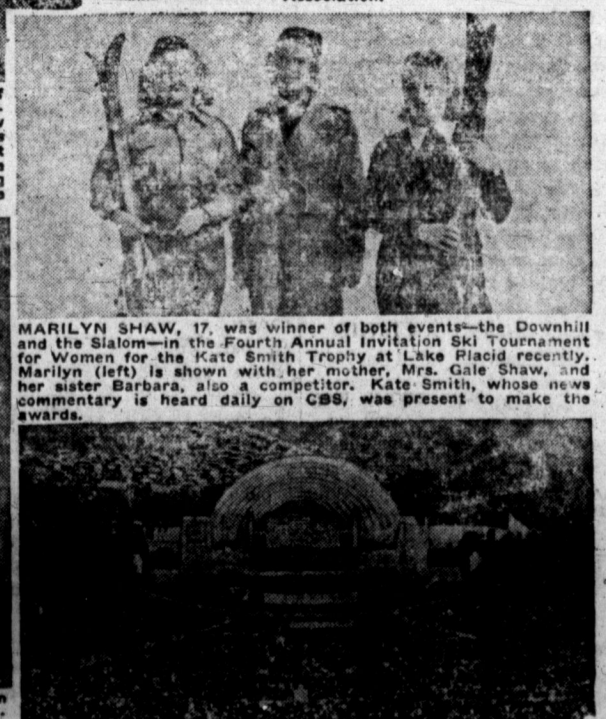 Association.
MARILYN SHAW, 17, was winner of both events—the Downhill
and the Slalom—in the Fourth Annual Invitation Ski Tournament
for Women for the Kate Smith Trophy at Lake Placid recently.
Marilyn (left) is shown with her mother, Mrs. Gale Shaw, and
her sister Barbara, also a competitor. Kate Smith, whose news
commentary is heard daily on CBS, was present to make the
awards.